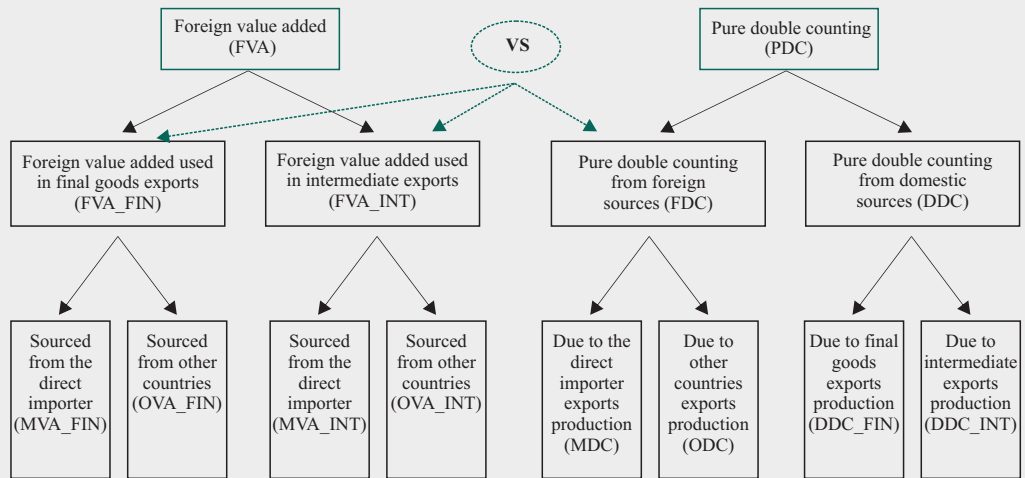 Foreign value added
(FVA)
VS
Pure double counting
(PDC)
Foreign value added used
in final goods exports
(FVA_FIN)
Foreign value added used
in intermediate exports
(FVA_INT)
Pure double counting
from foreign
sources (FDC)
Pure double counting
from domestic
sources (DDC)
Sourced
from the
direct
importer
(MVA_FIN)
Sourced
from other
countries
(OVA_FIN)
Sourced
from the
direct
importer
(MVA_INT)
Sourced
from other
countries
(OVA_INT)
Due to the
direct
importer
exports
production
(MDC)
Due to
other
countries
exports
production
(ODC)
Due to final
goods
exports
production
(DDC_FIN)
Due to
intermediate
exports
production
(DDC_INT)